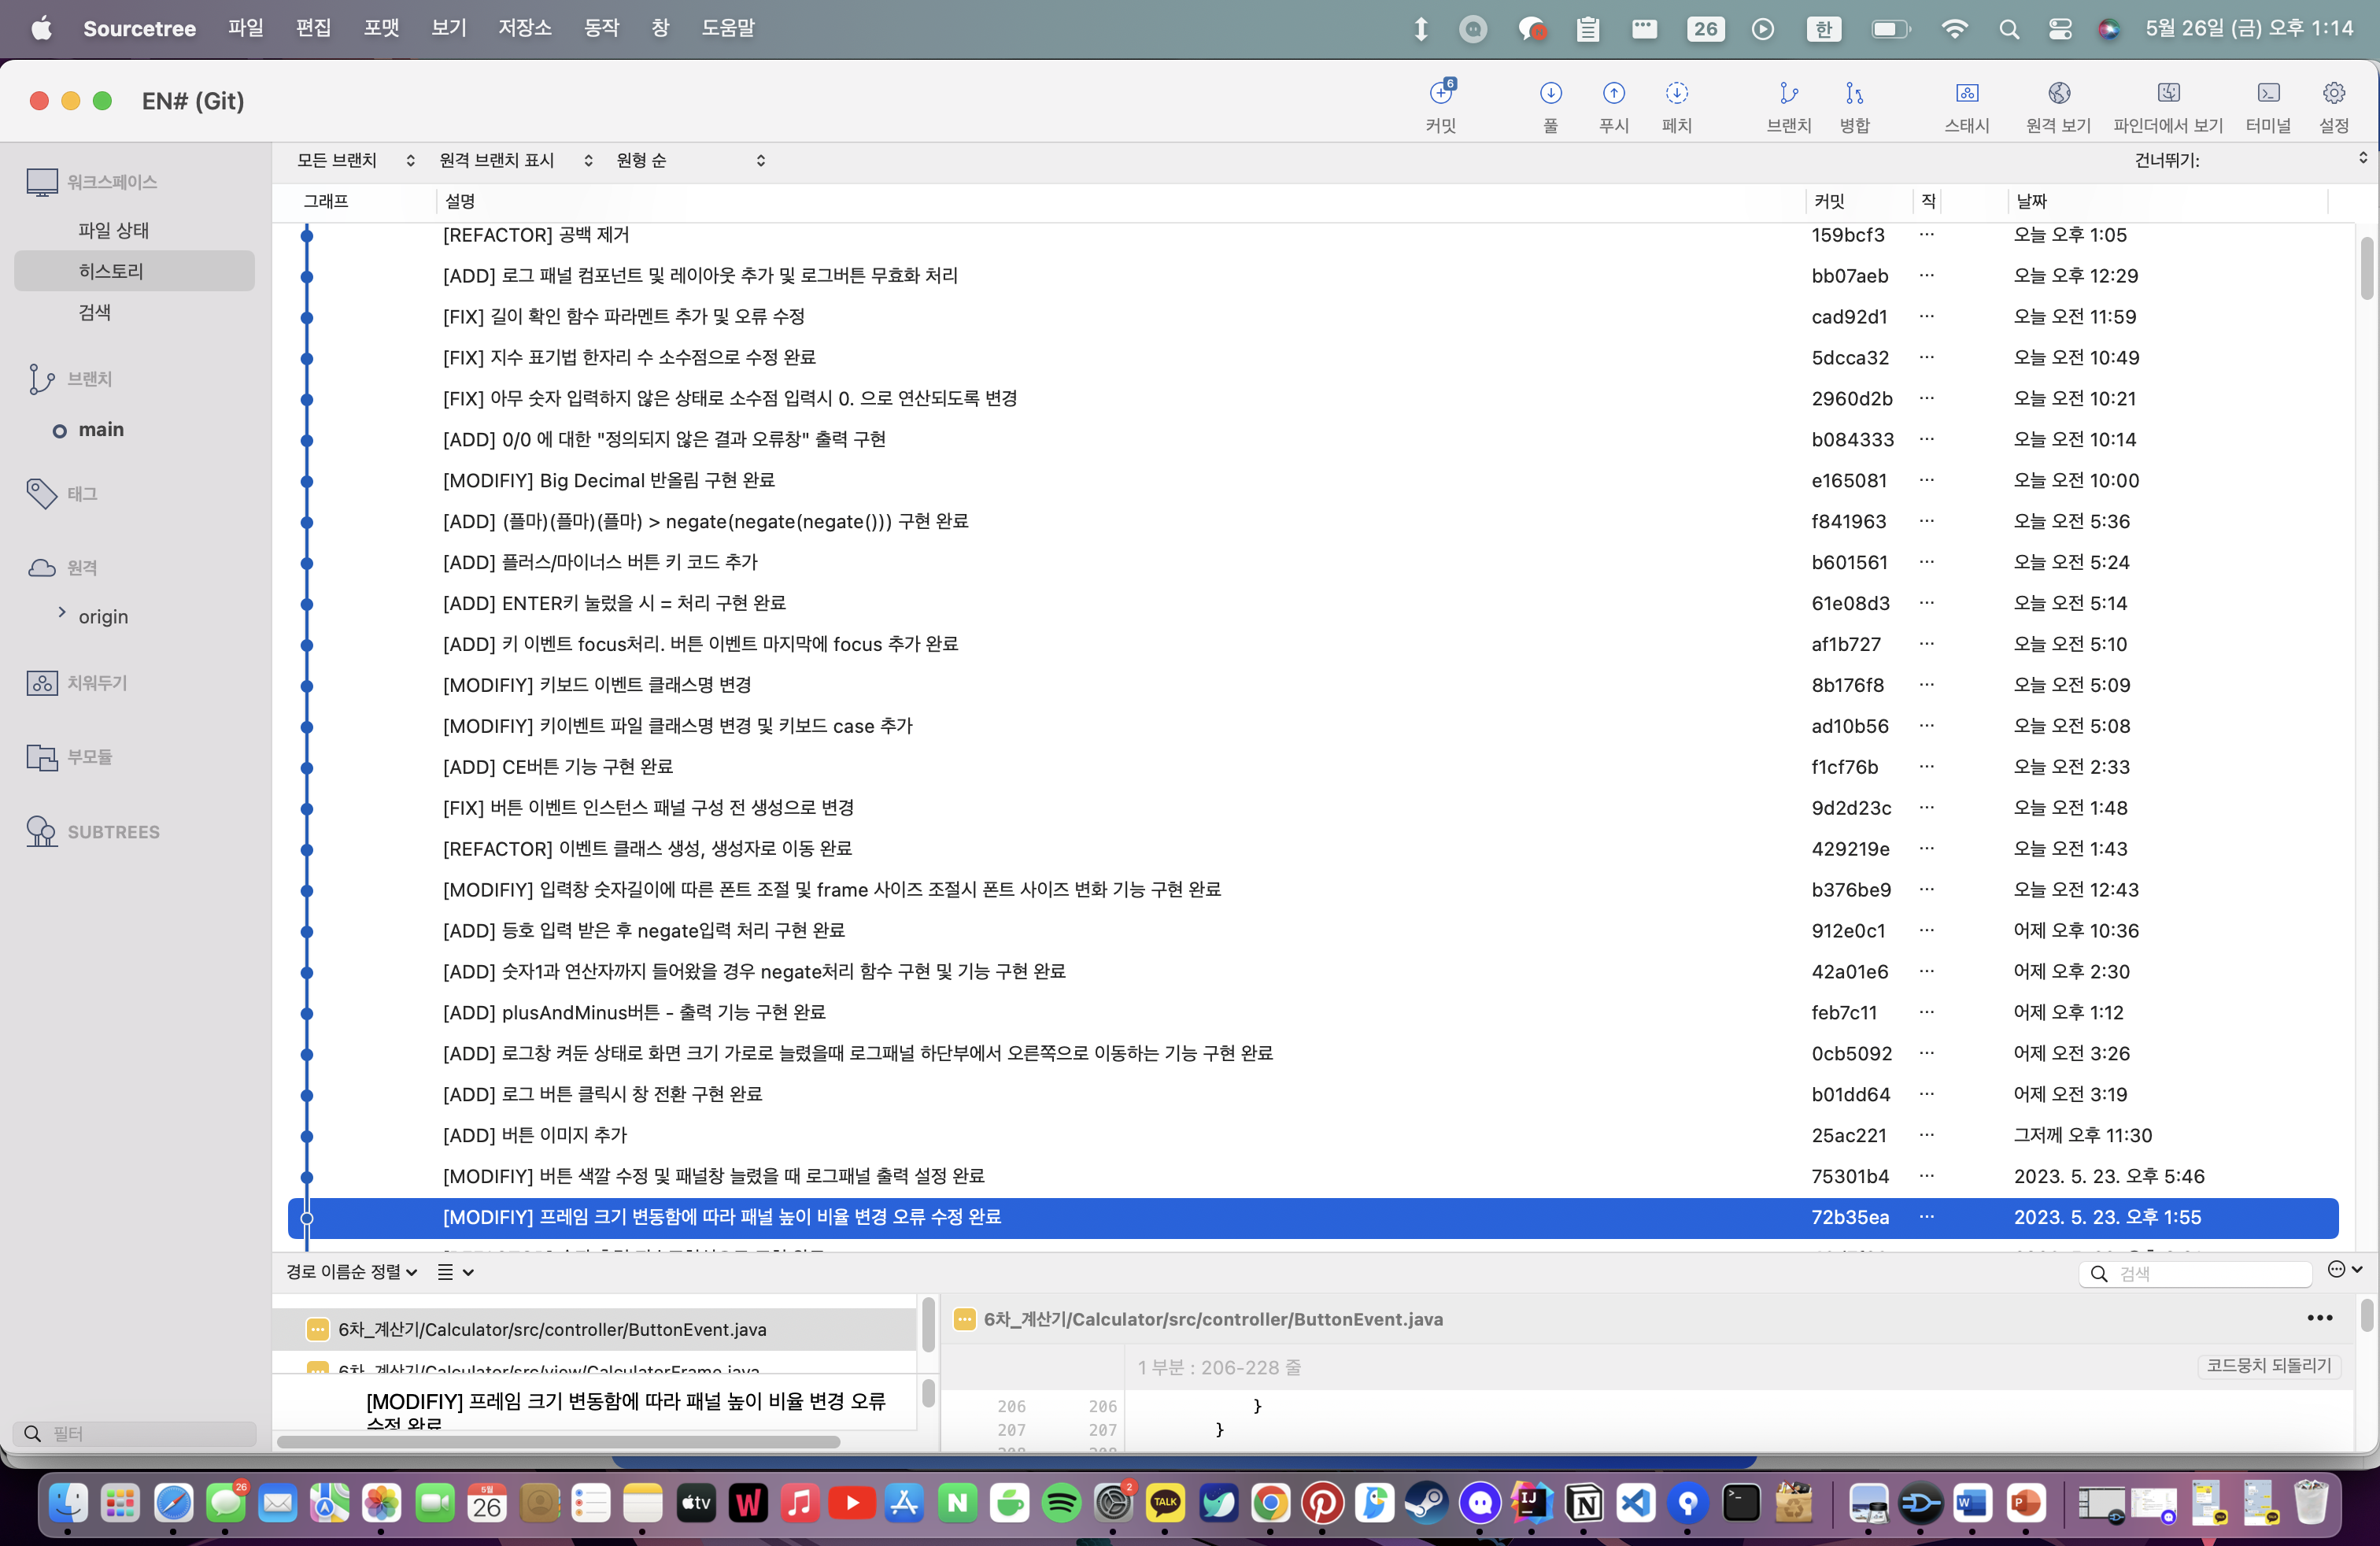 Sourcetree 파일 편집 포맷 보기 저장소 동작 창 도움말 26 한 5월 26일 (금) 오후 1:14
EN# (Git)
6
커밋 풀 푸시 페치 브랜치 병합 스태시 원격 보기 파인더에서 보기 터미널 설정
모든 브랜치 원격 브랜치 표시 원형 순 건너뛰기:
그래프 설명 커밋 작 날짜
워크스페이스
파일 상태
히스토리
검색
브랜치
main
태그
원격
origin
치워두기
부모듈
SUBTREES
필터
[REFACTOR] 공백 제거 159bcf3 ... 오늘 오후 1:05
[ADD] 로그 패널 컴포넌트 및 레이아웃 추가 및 로그버튼 무효화 처리 bb07aeb ... 오늘 오후 12:29
[FIX] 길이 확인 함수 파라멘트 추가 및 오류 수정 cad92d1 ... 오늘 오전 11:59
[FIX] 지수 표기법 한자리 수 소수점으로 수정 완료 5dcca32 ... 오늘 오전 10:49
[FIX] 아무 숫자 입력하지 않은 상태로 소수점 입력시 0. 으로 연산되도록 변경 2960d2b ... 오늘 오전 10:21
[ADD] 0/0 에 대한 "정의되지 않은 결과 오류창" 출력 구현 b084333 ... 오늘 오전 10:14
[MODIFIY] Big Decimal 반올림 구현 완료 e165081 ... 오늘 오전 10:00
[ADD] (플마)(플마)(플마) > negate(negate(negate())) 구현 완료 f841963 ... 오늘 오전 5:36
[ADD] 플러스/마이너스 버튼 키 코드 추가 b601561 ... 오늘 오전 5:24
[ADD] ENTER키 눌렀을 시 = 처리 구현 완료 61e08d3 ... 오늘 오전 5:14
[ADD] 키 이벤트 focus처리. 버튼 이벤트 마지막에 focus 추가 완료 af1b727 ... 오늘 오전 5:10
[MODIFIY] 키보드 이벤트 클래스명 변경 8b176f8 ... 오늘 오전 5:09
[MODIFIY] 키이벤트 파일 클래스명 변경 및 키보드 case 추가 ad10b56 ... 오늘 오전 5:08
[ADD] CE버튼 기능 구현 완료 f1cf76b ... 오늘 오전 2:33
[FIX] 버튼 이벤트 인스턴스 패널 구성 전 생성으로 변경 9d2d23c ... 오늘 오전 1:48
[REFACTOR] 이벤트 클래스 생성, 생성자로 이동 완료 429219e ... 오늘 오전 1:43
[MODIFIY] 입력창 숫자길이에 따른 폰트 조절 및 frame 사이즈 조절시 폰트 사이즈 변화 기능 구현 완료 b376be9 ... 오늘 오전 12:43
[ADD] 등호 입력 받은 후 negate입력 처리 구현 완료 912e0c1 ... 어제 오후 10:36
[ADD] 숫자1과 연산자까지 들어왔을 경우 negate처리 함수 구현 및 기능 구현 완료 42a01e6 ... 어제 오후 2:30
[ADD] plusAndMinus버튼 - 출력 기능 구현 완료 feb7c11 ... 어제 오후 1:12
[ADD] 로그창 켜둔 상태로 화면 크기 가로로 늘렸을때 로그패널 하단부에서 오른쪽으로 이동하는 기능 구현 완료 0cb5092 ... 어제 오전 3:26
[ADD] 로그 버튼 클릭시 창 전환 구현 완료 b01dd64 ... 어제 오전 3:19
[ADD] 버튼 이미지 추가 25ac221 ... 그저께 오후 11:30
[MODIFIY] 버튼 색깔 수정 및 패널창 늘렸을 때 로그패널 출력 설정 완료 75301b4 ... 2023. 5. 23. 오후 5:46
[MODIFIY] 프레임 크기 변동함에 따라 패널 높이 비율 변경 오류 수정 완료 72b35ea ... 2023. 5. 23. 오후 1:55
경로 이름순 정렬 검색
6차_계산기/Calculator/src/controller/ButtonEvent.java
6차_계산기/Calculator/src/view/CalculatorFrame.java
[MODIFIY] 프레임 크기 변동함에 따라 패널 높이 비율 변경 오류
수정 완료
6차_계산기/Calculator/src/controller/ButtonEvent.java
1 부분 : 206-228 줄 코드뭉치 되돌리기
206 206 }
207 207 }
208 208
26 5월 26 tv W N 2 TALK IJ N W P